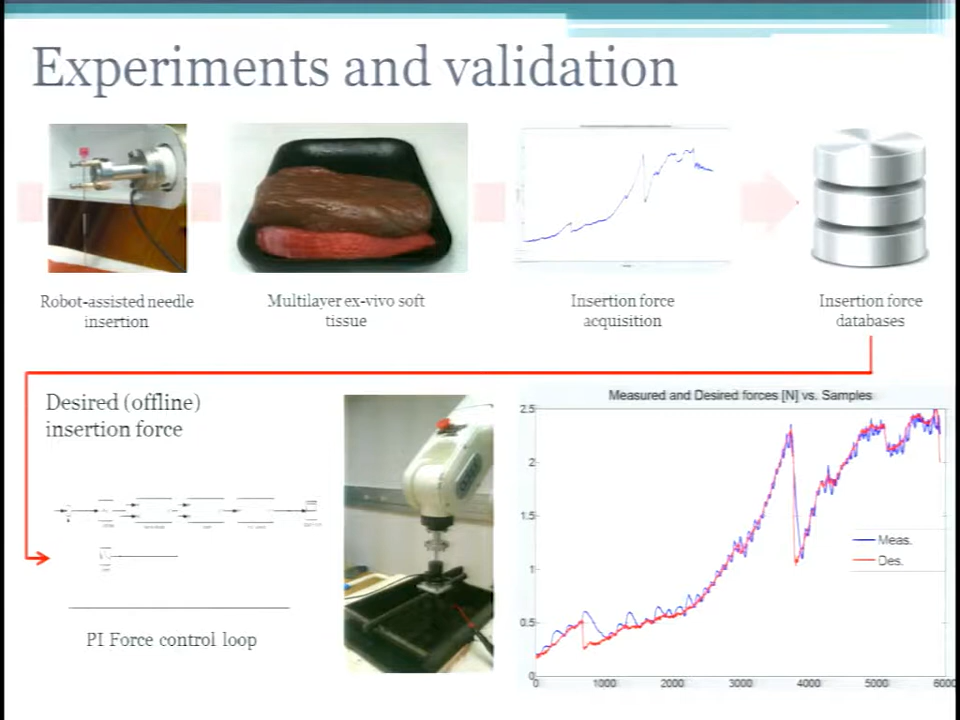 Experiments and validation
Robot-assisted needle
insertion
Multilayer ex-vivo soft
tissue
Insertion force
acquisition
Insertion force
databases
Desired (offline)
insertion force
PI Force control loop
Measured and Desired forces [N] vs. Samples
2.5
2
1.5
1
0.5
0
Meas.
Des.
0 1000 2000 3000 4000 5000 6000